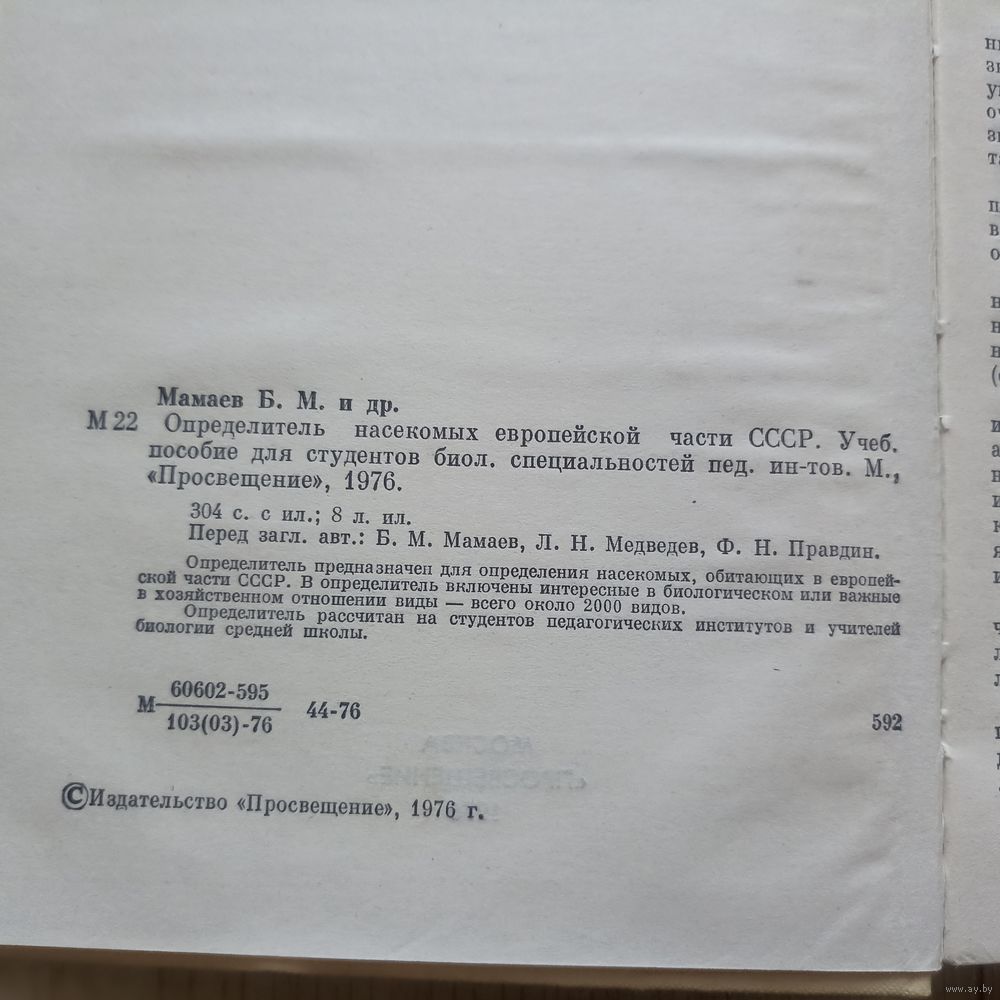 Мамаев Б. М. и др.
М 22 Определитель насекомых европейской части СССР. Учеб.
пособие для студентов биол. специальностей пед. ин-тов. М.,
«Просвещение», 1976.
304 с. с ил.; 8 л. ил.
Перед загл. авт.: Б. М. Мамаев, Л. Н. Медведев, Ф. Н. Правдин.
Определитель предназначен для определения насекомых, обитающих в европей-
ской части СССР. В определитель включены интересные в биологическом или важные
в хозяйственном отношении виды — всего около 2000 видов.
Определитель рассчитан на студентов педагогических институтов и учителей
биологии средней школы.
60602-595
М 44-76
103(03)-76
592
©Издательство «Просвещение», 1976 г.
www.ay.by